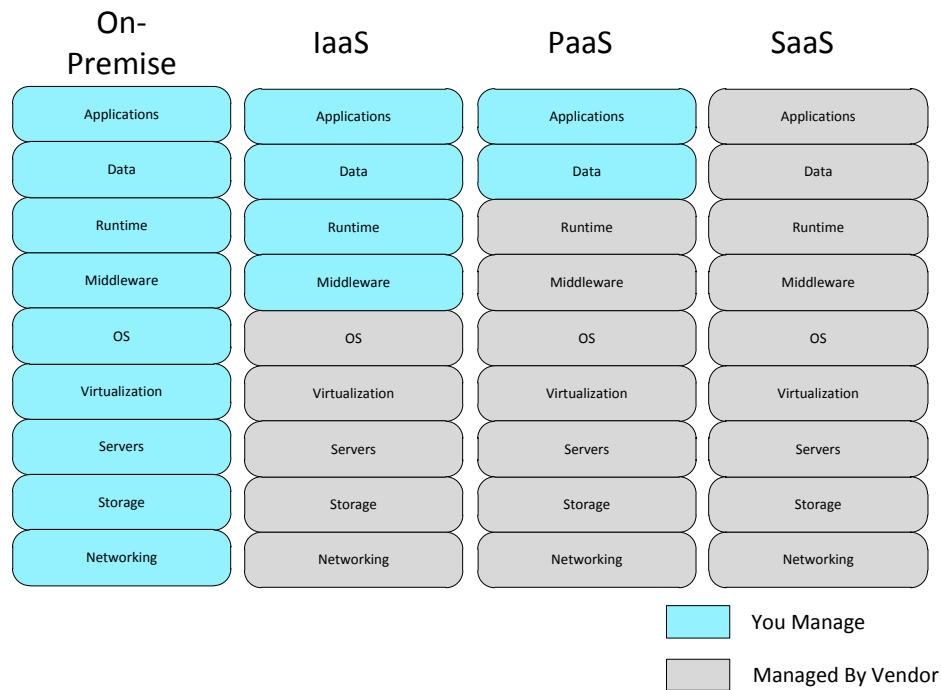 On-
Premise
IaaS
PaaS
SaaS
Applications
Applications
Applications
Applications
Data
Data
Data
Data
Runtime
Runtime
Runtime
Runtime
Middleware
Middleware
Middleware
Middleware
OS
OS
OS
OS
Virtualization
Virtualization
Virtualization
Virtualization
Servers
Servers
Servers
Servers
Storage
Storage
Storage
Storage
Networking
Networking
Networking
Networking
You Manage
Managed By Vendor